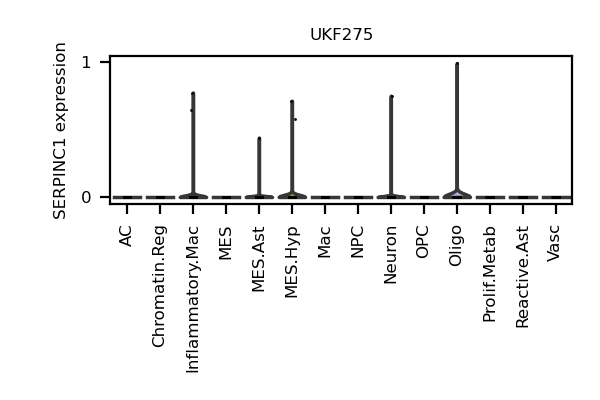 UKF275
SERPINC1 expression
1
0
AC
Chromatin.Reg
Inflammatory.Mac
MES
MES.Ast
MES.Hyp
Mac
NPC
Neuron
OPC
Oligo
Prolif.Metab
Reactive.Ast
Vasc